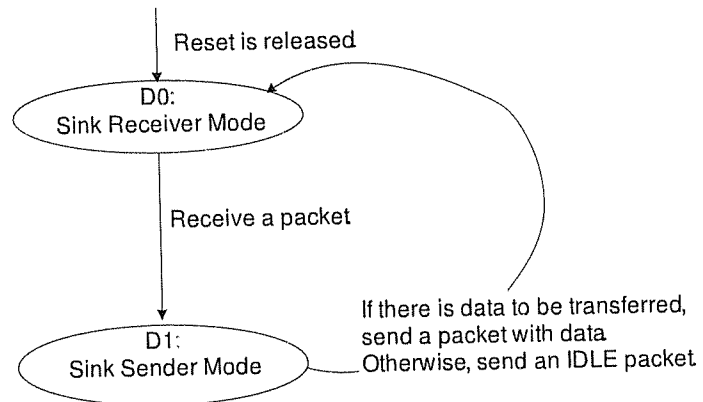 Reset is released
D0:
Sink Receiver Mode
Receive a packet
If there is data to be transferred,
send a packet with data
Otherwise, send an IDLE packet
D1:
Sink Sender Mode